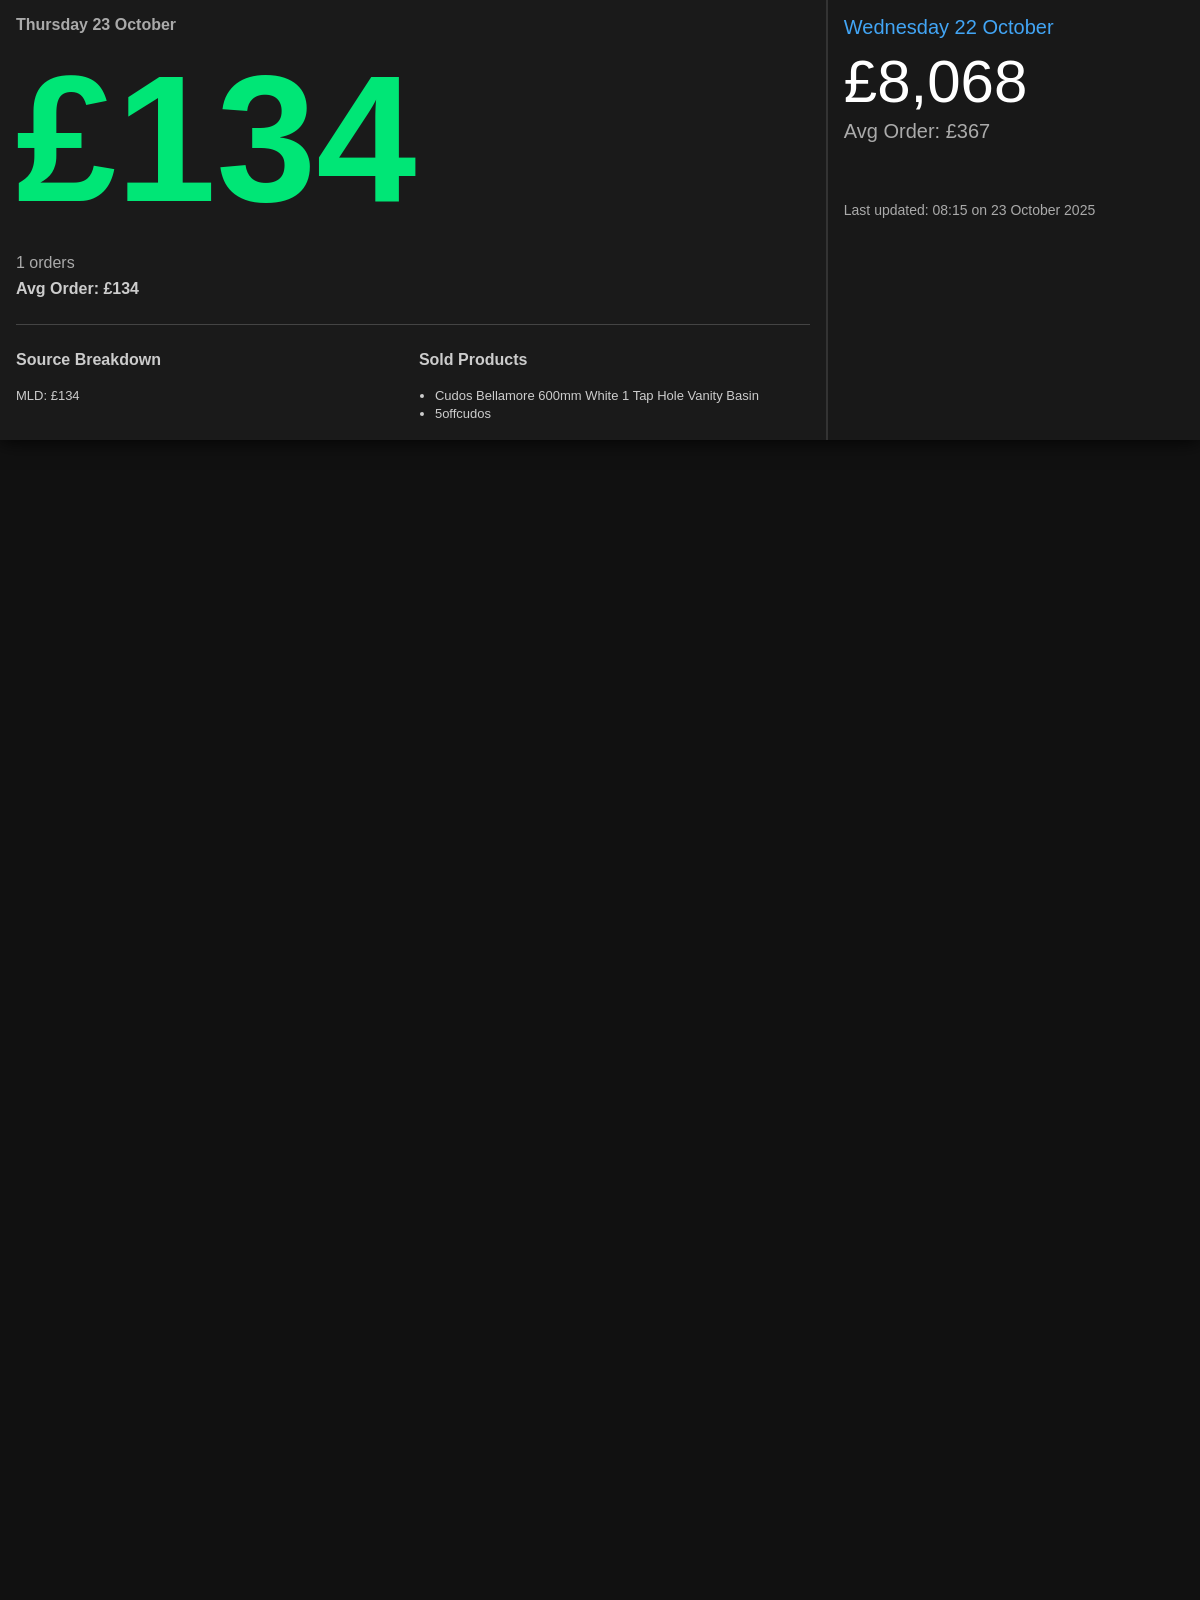 Thursday 23 October
£134
1 orders
Avg Order: £134
Source Breakdown
MLD: £134
Sold Products
• Cudos Bellamore 600mm White 1 Tap Hole Vanity Basin
• 5offcudos
Wednesday 22 October
£8,068
Avg Order: £367
Last updated: 08:15 on 23 October 2025